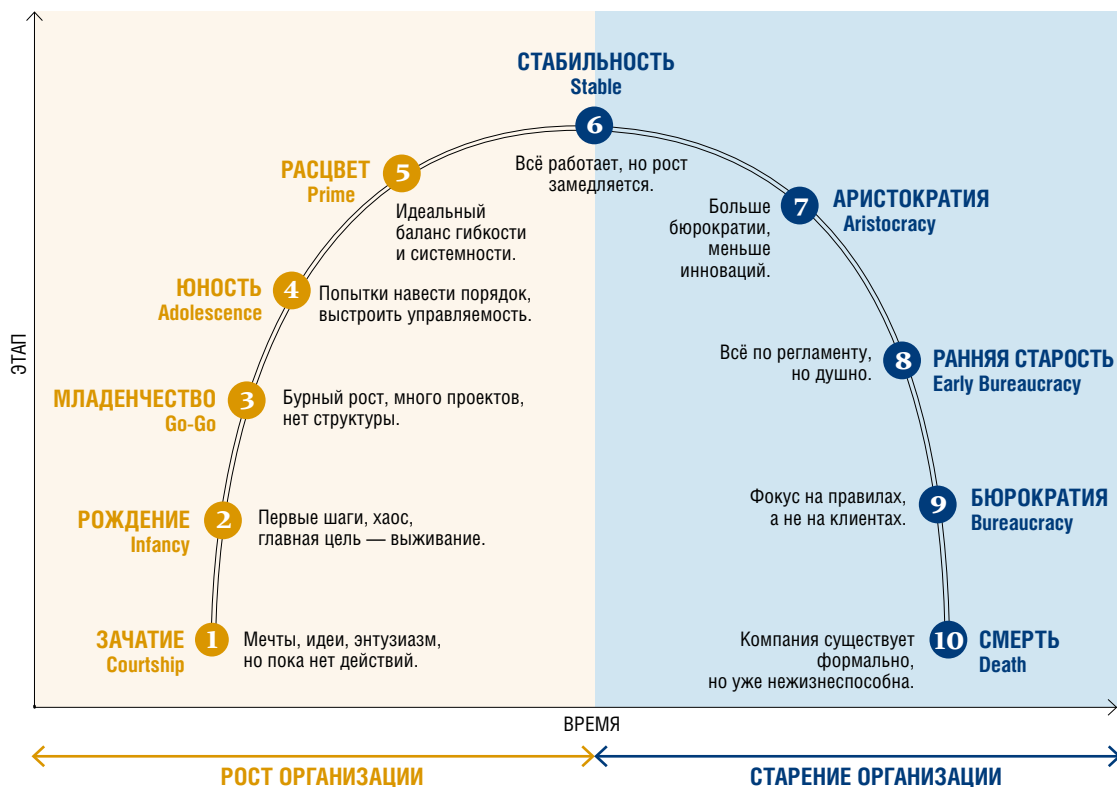 СТАБИЛЬНОСТЬ
Stable
6
Всё работает, но рост
замедляется.
РАСЦВЕТ
Prime
5
Идеальный
баланс гибкости
и системности.
7
АРИСТОКРАТИЯ
Aristocracy
Больше
бюрократии,
меньше
инноваций.
ЮНОСТЬ
Adolescence
4
Попытки навести порядок,
выстроить управляемость.
8
РАННЯЯ СТАРОСТЬ
Early Bureaucracy
Всё по регламенту,
но душно.
МЛАДЕНЧЕСТВО
Go-Go
3
Бурный рост, много проектов,
нет структуры.
9
БЮРОКРАТИЯ
Bureaucracy
Фокус на правилах,
а не на клиентах.
РОЖДЕНИЕ
Infancy
2
Первые шаги, хаос,
главная цель — выживание.
ЗАЧАТИЕ
Courtship
1
Мечты, идеи, энтузиазм,
но пока нет действий.
Компания существует
формально,
но уже нежизнеспособна.
10
СМЕРТЬ
Death
ЭТАП
ВРЕМЯ
РОСТ ОРГАНИЗАЦИИ
СТАРЕНИЕ ОРГАНИЗАЦИИ